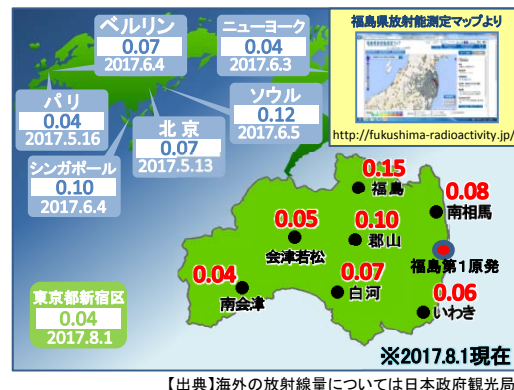 ベルリン
0.07
2017.6.4
ニューヨーク
0.04
2017.6.3
福島県放射能測定マップより
http://fukushima-radioactivity.jp/
パリ
0.04
2017.5.16
ソウル
0.12
2017.6.5
北京
0.07
2017.5.13
シンガポール
0.10
2017.6.4
0.15
福島
0.08
南相馬
0.05
会津若松
0.10
郡山
福島第1原発
0.04
南会津
0.07
白河
0.06
いわき
東京都新宿区
0.04
2017.8.1
※2017.8.1現在
【出典】海外の放射線量については日本政府観光局